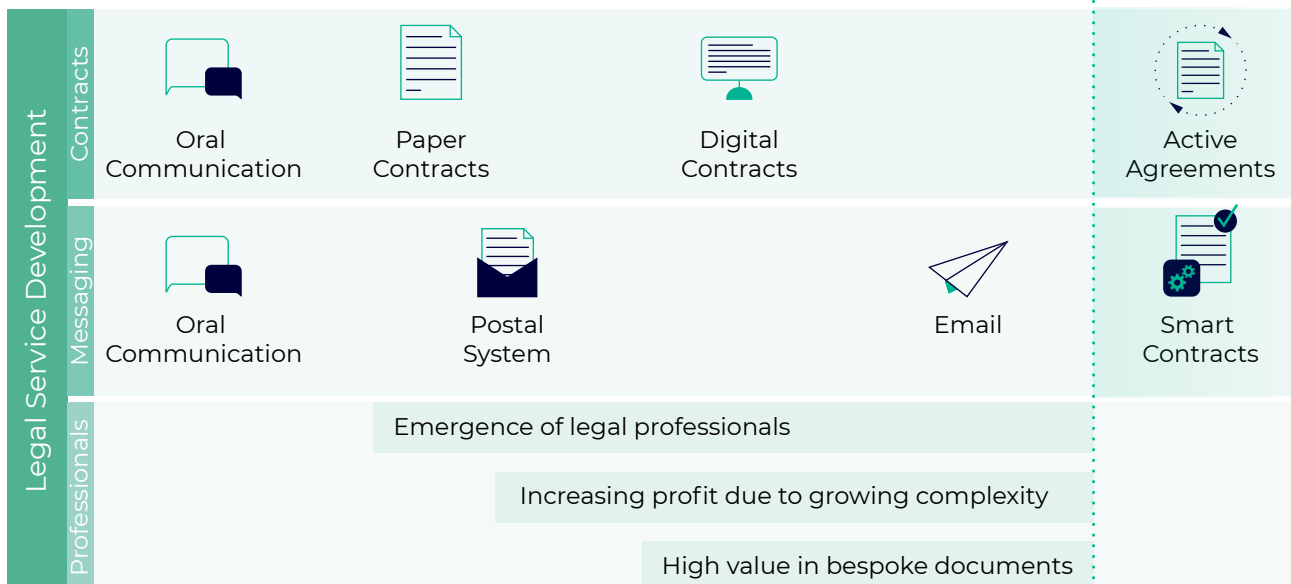 Legal Service Development
Contracts
Oral
Communication
Paper
Contracts
Digital
Contracts
Active
Agreements
Messaging
Oral
Communication
Postal
System
Email
Smart
Contracts
Professionals
Emergence of legal professionals
Increasing profit due to growing complexity
High value in bespoke documents